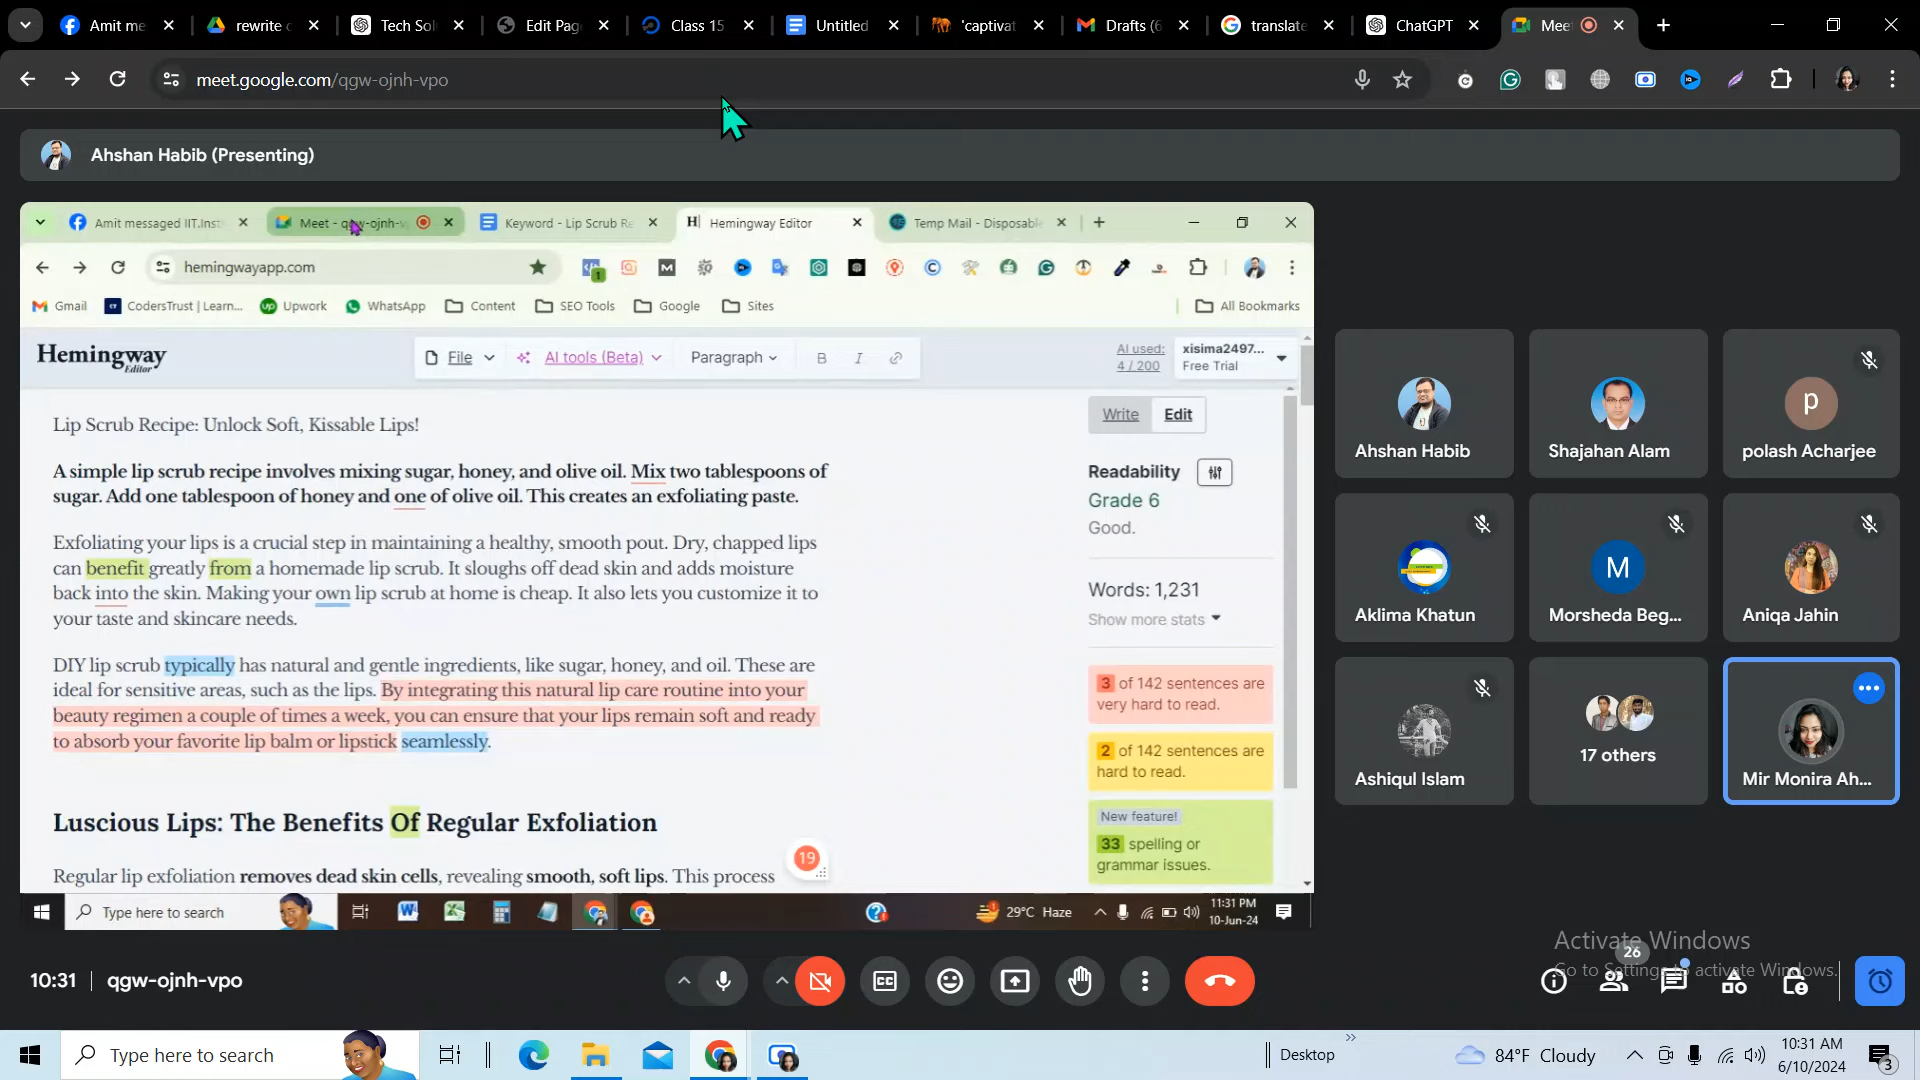 Amit me
rewrite c
Tech Sol
Edit Pag
Class 15
Untitled
'captivat
Drafts (6
translate
ChatGPT
Mee
meet.google.com/qgw-ojnh-vpo
Ahshan Habib (Presenting)
Amit messaged IIT.Inst
Meet - qgw-ojnh-v
Keyword - Lip Scrub Re
Hemingway Editor
Temp Mail - Disposable
hemingwayapp.com
Gmail
CodersTrust | Learn...
Upwork
WhatsApp
Content
SEO Tools
Google
Sites
All Bookmarks
Hemingway
Editor
File
AI tools (Beta)
Paragraph
B
I
AI used:
4 / 200
xisima2497...
Free Trial
Lip Scrub Recipe: Unlock Soft, Kissable Lips!
A simple lip scrub recipe involves mixing sugar, honey, and olive oil. Mix two tablespoons of
sugar. Add one tablespoon of honey and one of olive oil. This creates an exfoliating paste.
Exfoliating your lips is a crucial step in maintaining a healthy, smooth pout. Dry, chapped lips
can benefit greatly from a homemade lip scrub. It sloughs off dead skin and adds moisture
back into the skin. Making your own lip scrub at home is cheap. It also lets you customize it to
your taste and skincare needs.
DIY lip scrub typically has natural and gentle ingredients, like sugar, honey, and oil. These are
ideal for sensitive areas, such as the lips. By integrating this natural lip care routine into your
beauty regimen a couple of times a week, you can ensure that your lips remain soft and ready
to absorb your favorite lip balm or lipstick seamlessly.
Luscious Lips: The Benefits Of Regular Exfoliation
Regular lip exfoliation removes dead skin cells, revealing smooth, soft lips. This process
19
Write
Edit
Readability
Grade 6
Good.
Words: 1,231
Show more stats
3 of 142 sentences are
very hard to read.
2 of 142 sentences are
hard to read.
New feature!
33 spelling or
grammar issues.
Type here to search
29°C Haze
11:31 PM
10-Jun-24
Ahshan Habib
Shajahan Alam
p
polash Acharjee
Aklima Khatun
M
Morsheda Beg...
Aniqa Jahin
Ashiqul Islam
17 others
Mir Monira Ah...
10:31
qgw-ojnh-vpo
Activate Windows
Go to Settings to activate Windows.
26
Type here to search
Desktop
84°F Cloudy
10:31 AM
6/10/2024
3